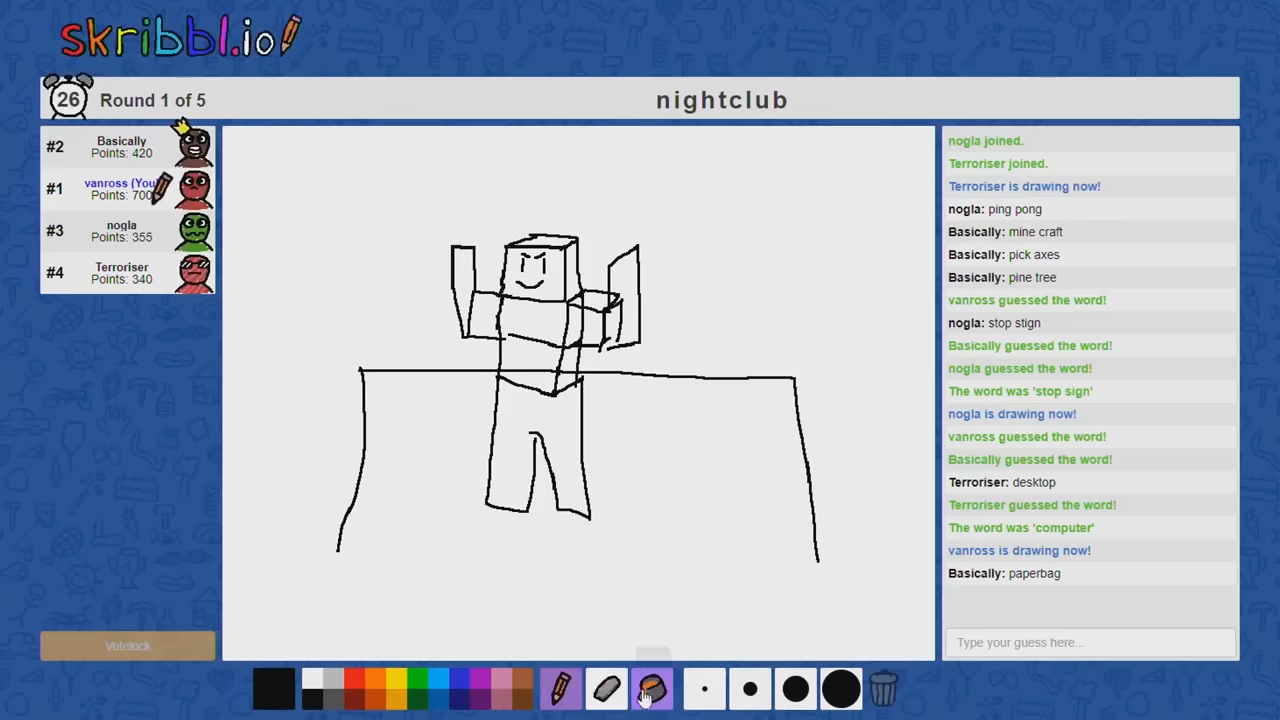 skribbl.io
26
Round 1 of 5
nightclub
#2
Basically
Points: 420
#1
vanross (You)
Points: 700
#3
nogla
Points: 355
#4
Terroriser
Points: 340
Votekick
nogla joined.
Terroriser joined.
Terroriser is drawing now!
nogla: ping pong
Basically: mine craft
Basically: pick axes
Basically: pine tree
vanross guessed the word!
nogla: stop stign
Basically guessed the word!
nogla guessed the word!
The word was 'stop sign'
nogla is drawing now!
vanross guessed the word!
Basically guessed the word!
Terroriser: desktop
Terroriser guessed the word!
The word was 'computer'
vanross is drawing now!
Basically: paperbag
Type your guess here...